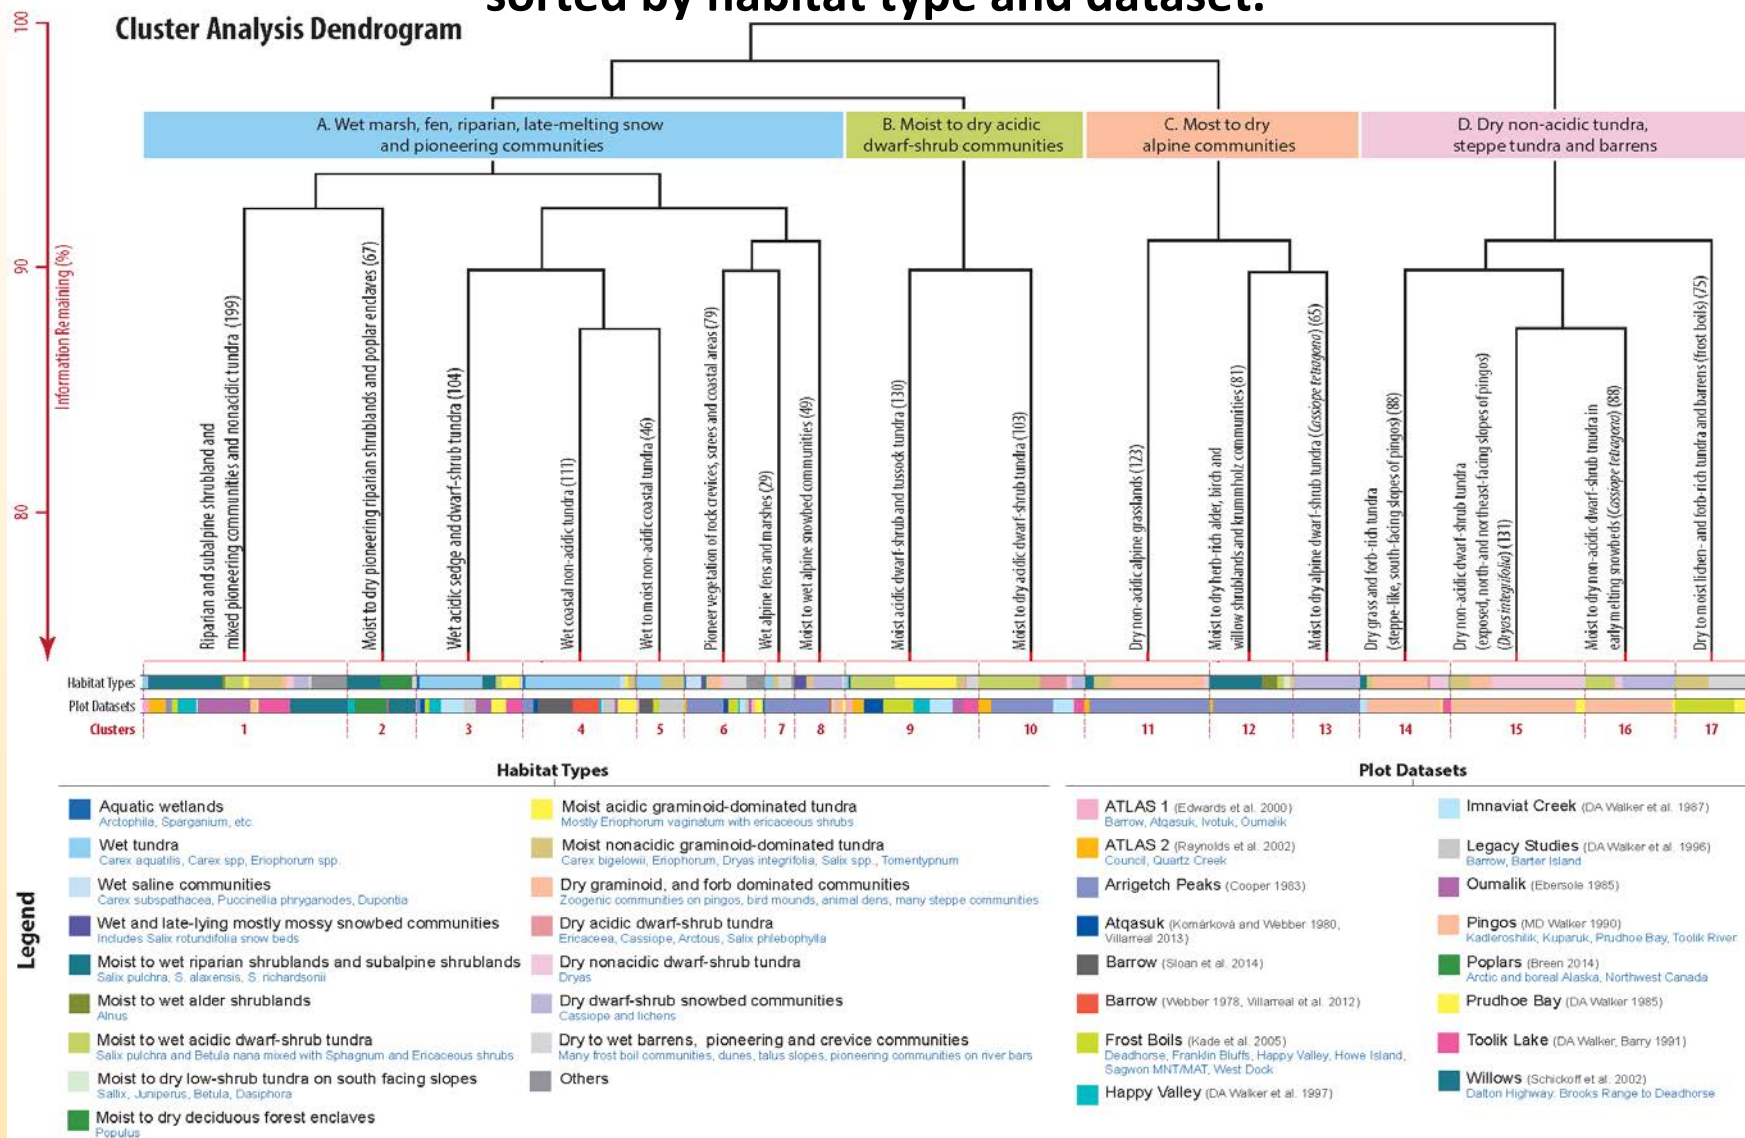 sorted by habitat type and dataset.
Cluster Analysis Dendrogram
100
90
80
Information Remaining (%)
A. Wet marsh, fen, riparian, late-melting snow
and pioneering communities
B. Moist to dry acidic
dwarf-shrub communities
C. Most to dry
alpine communities
D. Dry non-acidic tundra,
steppe tundra and barrens
Riparian and subalpine shrubland and
mixed pioneering communities and nonacidic tundra (199)
Moist to dry pioneering riparian shrublands and poplar enclaves (67)
Wet acidic sedge and dwarf-shrub tundra (104)
Wet coastal non-acidic tundra (111)
Wet to moist non-acidic coastal tundra (46)
Pioneer vegetation of rock crevices, screes and coastal areas (79)
Wet alpine fens and marshes (29)
Moist to wet alpine snowbed communities (49)
Moist acidic dwarf-shrub and tussock tundra (130)
Moist to dry acidic dwarf-shrub tundra (103)
Dry non-acidic alpine grasslands (123)
Moist to dry herb-rich alder, birch and
willow shrublands and krummholz communities (81)
Moist to dry alpine dwarf-shrub tundra (Cassiope tetragona) (65)
Dry grass and forb-rich tundra
(steppe-like, south-facing slopes of pingos) (88)
Dry non-acidic dwarf-shrub tundra
(exposed, north-and northeast-facing slopes of pingos)
(Dryas integrifolia) (131)
Moist to dry non-acidic dwarf-shrub tnudra in
early melting snowbeds (Cassiope tetragona) (88)
Dry to moist lichen- and forb-rich tundra and barrens (frost boils) (75)
Habitat Types
Plot Datasets
Clusters 1 2 3 4 5 6 7 8 9 10 11 12 13 14 15 16 17
Legend
Habitat Types
Aquatic wetlands
Arctophila, Sparganium, etc
Wet tundra
Carex aquatilis, Carex spp, Eriophorum spp.
Wet saline communities
Carex subspathacea, Puccinellia phryganodes, Dupontia
Wet and late-lying mostly mossy snowbed communities
Includes Salix rotundifolia snow beds
Moist to wet riparian shrublands and subalpine shrublands
Salix pulchra, S. alaxensis, S. richardsonii
Moist to wet alder shrublands
Alnus
Moist to wet acidic dwarf-shrub tundra
Salix pulchra and Betula nana mixed with Sphagnum and Ericaceous shrubs
Moist to dry low-shrub tundra on south facing slopes
Sallix, Juniperus, Betula, Dasiphora
Moist to dry deciduous forest enclaves
Populus
Moist acidic graminoid-dominated tundra
Mostly Eriophorum vaginatum with ericaceous shrubs
Moist nonacidic graminoid-dominated tundra
Carex bigelowii, Eriophorum, Dryas integrifolia, Salix spp., Tomentypnum
Dry graminoid, and forb dominated communities
Zoogenic communities on pingos, bird mounds, animal dens, many steppe communities
Dry acidic dwarf-shrub tundra
Ericaceea, Cassiope, Arctous, Salix phlebophylla
Dry nonacidic dwarf-shrub tundra
Dryas
Dry dwarf-shrub snowbed communities
Cassiope and lichens
Dry to wet barrens, pioneering and crevice communities
Many frost boil communities, dunes, talus slopes, pioneering communities on river bars
Others
Plot Datasets
ATLAS 1 (Edwards et al. 2000)
Barrow, Atqasuk, Ivotuk, Oumalik
ATLAS 2 (Raynolds et al. 2002)
Council, Quartz Creek
Arrigetch Peaks (Cooper 1983)
Atqasuk (Komárková and Webber 1980,
Villarreal 2013)
Barrow (Sloan et al. 2014)
Barrow (Webber 1978, Villarreal et al. 2012)
Frost Boils (Kade et al. 2005)
Deadhorse, Franklin Bluffs, Happy Valley, Howe Island,
Sagwon MNT/MAT, West Dock
Happy Valley (DA Walker et al. 1997)
Imnaviat Creek (DA Walker et al. 1987)
Legacy Studies (DA Walker et al. 1996)
Barrow, Barter Island
Oumalik (Ebersole 1985)
Pingos (MD Walker 1990)
Kadleroshilik, Kuparuk, Prudhoe Bay, Toolik River
Poplars (Breen 2014)
Arctic and boreal Alaska, Northwest Canada
Prudhoe Bay (DA Walker 1985)
Toolik Lake (DA Walker, Barry 1991)
Willows (Schickoff et al. 2002)
Dalton Highway: Brooks Range to Deadhorse